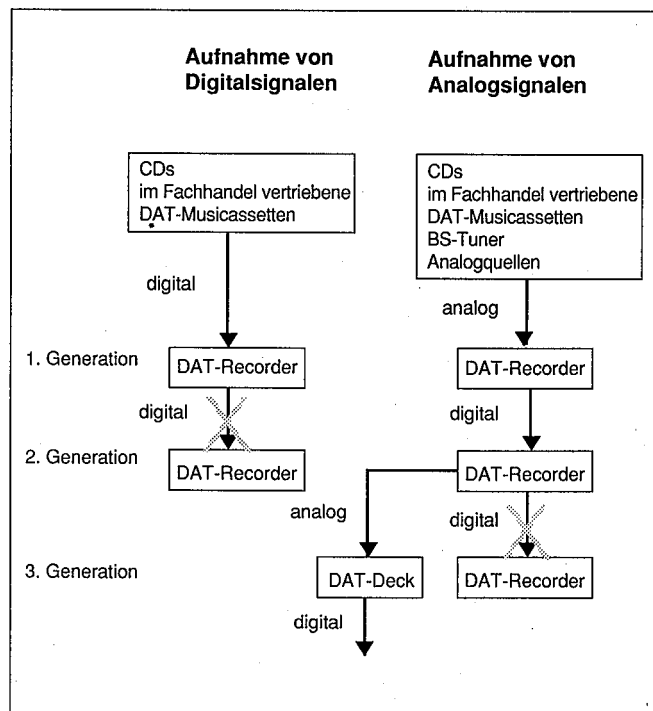 Aufnahme von
Digitalsignalen
Aufnahme von
Analogsignalen
CDs
im Fachhandel vertriebene
DAT-Musicassetten
CDs
im Fachhandel vertriebene
DAT-Musicassetten
BS-Tuner
Analogquellen
digital
analog
1. Generation
DAT-Recorder
DAT-Recorder
digital
digital
2. Generation
DAT-Recorder
DAT-Recorder
analog
digital
3. Generation
DAT-Deck
DAT-Recorder
digital